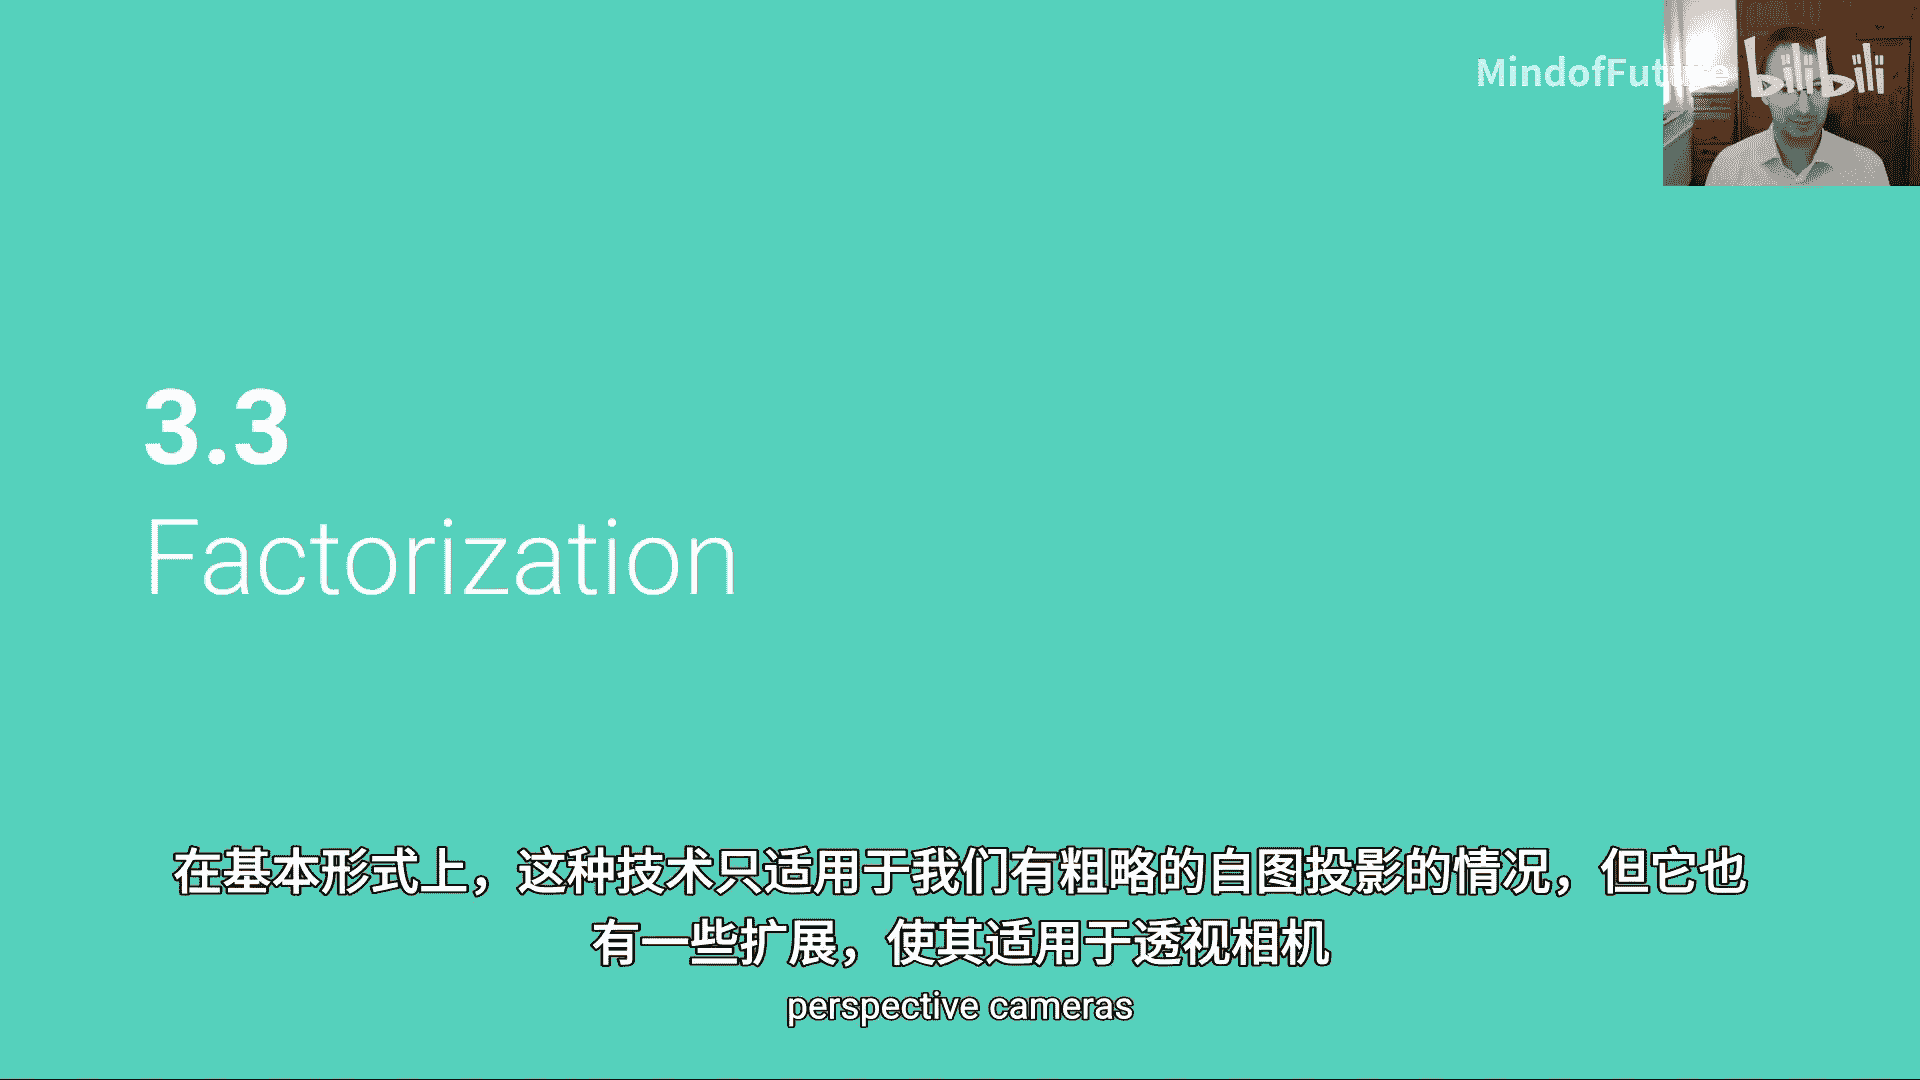 MindofFuture bilibili
3.3
Factorization
在基本形式上，这种技术只适用于我们有粗略的自图投影的情况，但它也
有一些扩展，使其适用于透视相机
perspective cameras